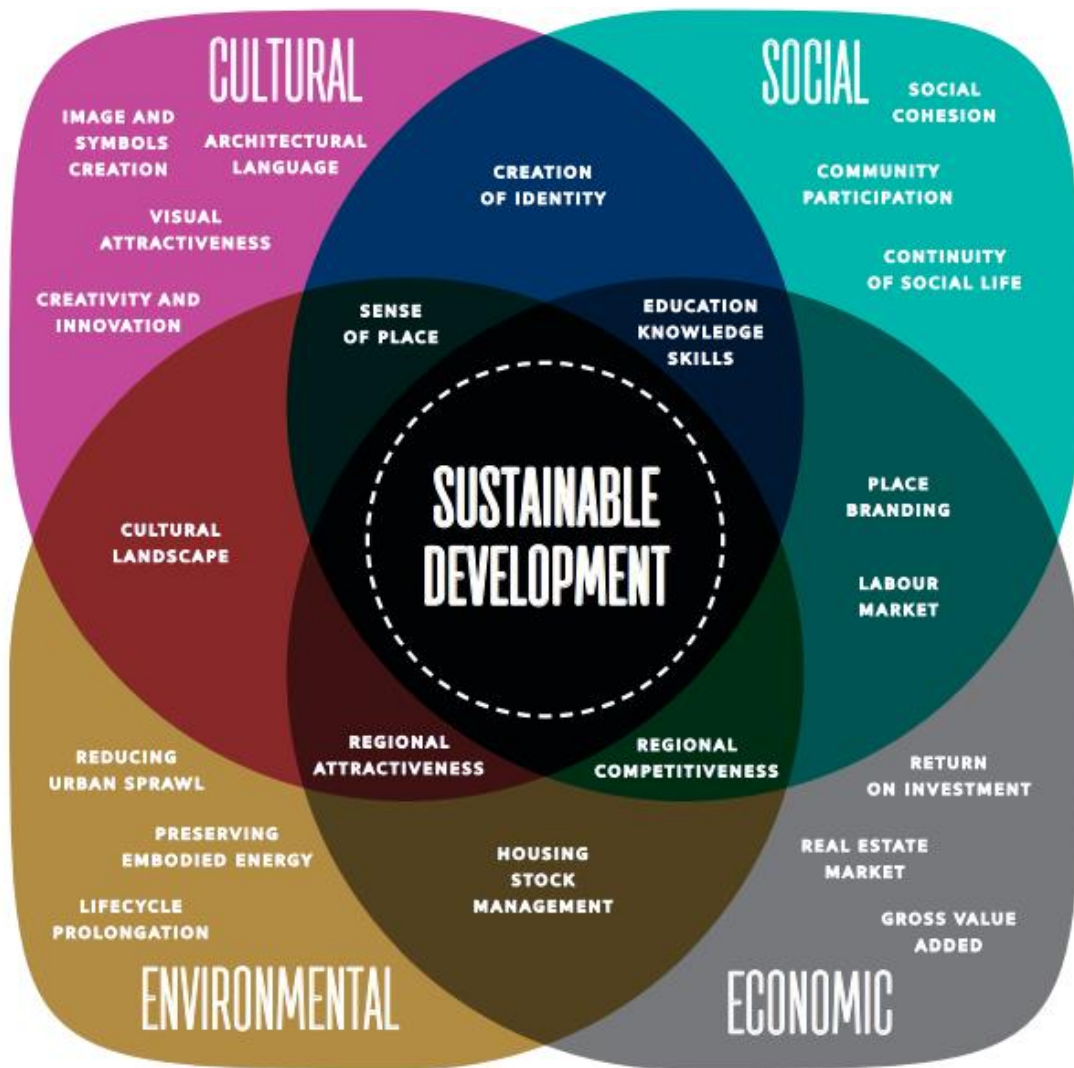 CULTURAL
IMAGE AND
SYMBOLS
CREATION
ARCHITECTURAL
LANGUAGE
VISUAL
ATTRACTIVENESS
CREATIVITY AND
INNOVATION
CREATION
OF IDENTITY
SOCIAL
SOCIAL
COHESION
COMMUNITY
PARTICIPATION
CONTINUITY
OF SOCIAL LIFE
SENSE
OF PLACE
EDUCATION
KNOWLEDGE
SKILLS
CULTURAL
LANDSCAPE
SUSTAINABLE
DEVELOPMENT
PLACE
BRANDING
LABOUR
MARKET
REGIONAL
ATTRACTIVENESS
REGIONAL
COMPETITIVENESS
REDUCING
URBAN SPRAWL
PRESERVING
EMBODIED ENERGY
LIFECYCLE
PROLONGATION
ENVIRONMENTAL
HOUSING
STOCK
MANAGEMENT
RETURN
ON INVESTMENT
REAL ESTATE
MARKET
GROSS VALUE
ADDED
ECONOMIC